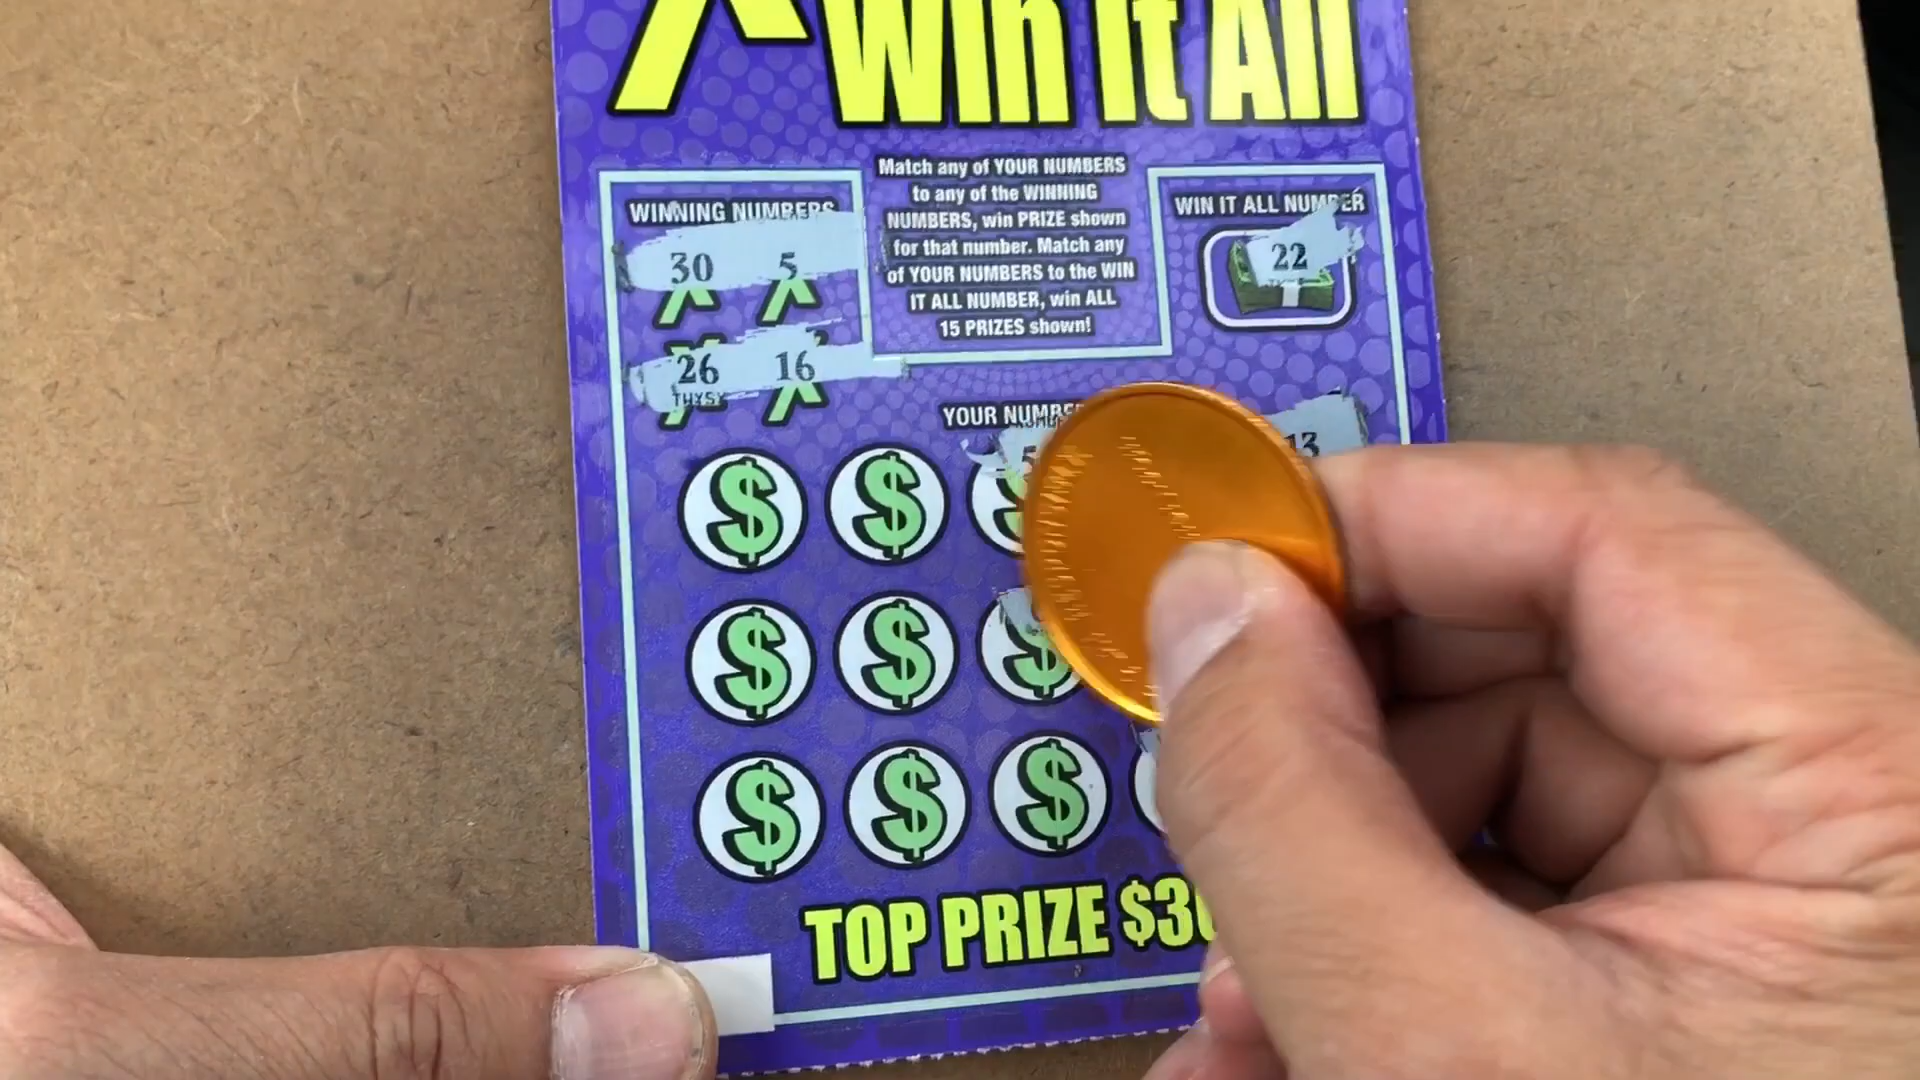 Win It All
Match any of YOUR NUMBERS
to any of the WINNING
NUMBERS, win PRIZE shown
for that number. Match any
of YOUR NUMBERS to the WIN
IT ALL NUMBER, win ALL
15 PRIZES shown!
WINNING NUMBERS
30 5
26 16
THYSX
WIN IT ALL NUMBER
22
YOUR
13
TOP PRIZE